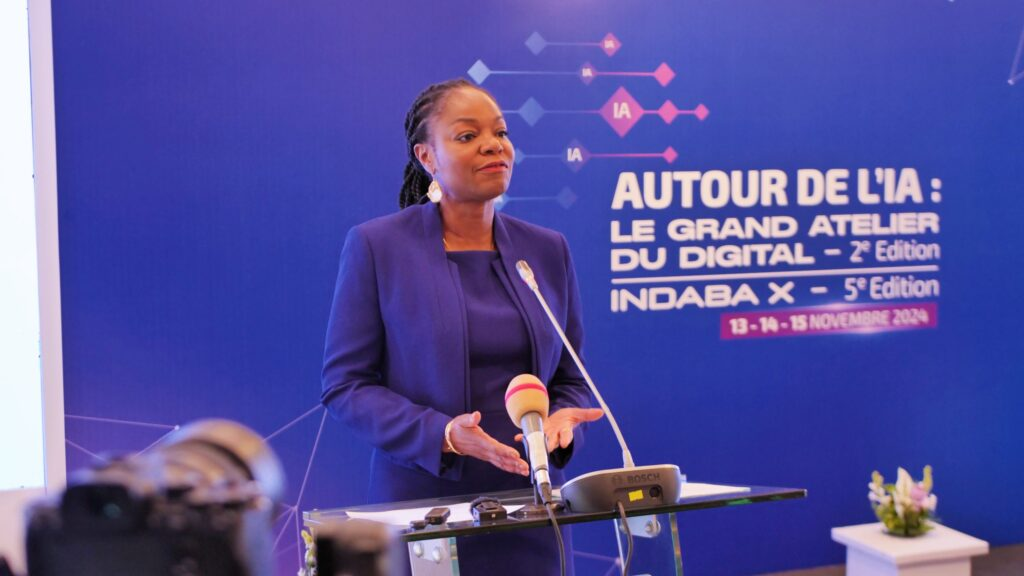 IA
IA
IA
IA
AUTOUR DE L'IA :
LE GRAND ATELIER
DU DIGITAL – 2e Edition
INDABA X – 5e Edition
13 - 14 - 15 NOVEMBRE 2024
BOSCH